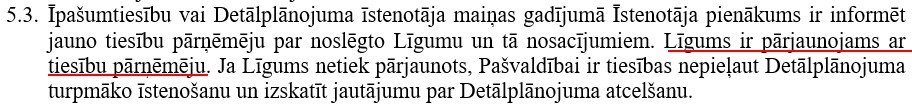 5.3. Īpašumtiesību vai Detālplānojuma īstenotāja maiņas gadījumā Īstenotāja pienākums ir informēt
jauno tiesību pārņēmēju par noslēgto Līgumu un tā nosacījumiem. Līgums ir pārjaunojams ar
tiesību pārņēmēju. Ja Līgums netiek pārjaunots, Pašvaldībai ir tiesības nepieļaut Detālplānojuma
turpmāko īstenošanu un izskatīt jautājumu par Detālplānojuma atcelšanu.